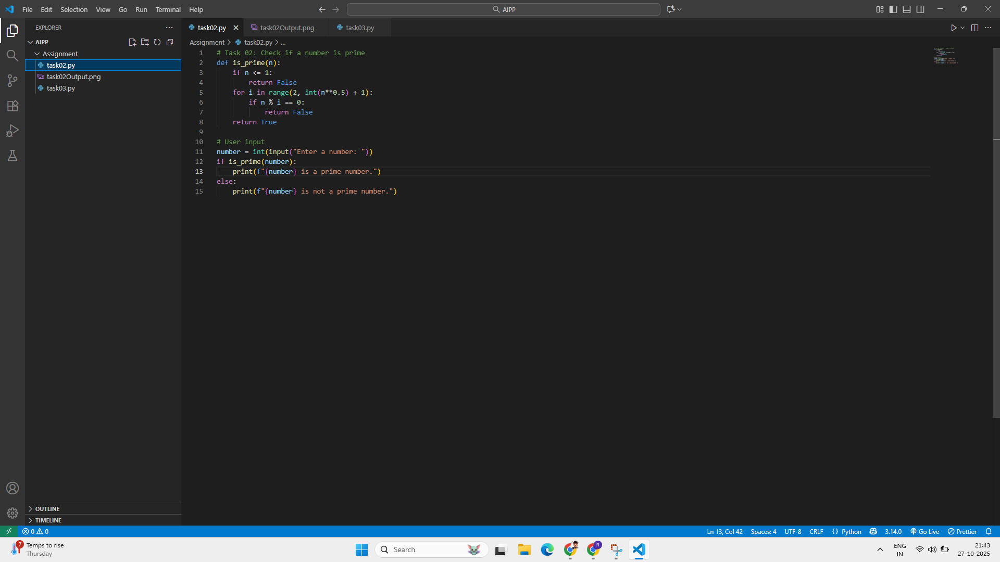 File Edit Selection View Go Run Terminal Help
AIPP
EXPLORER
AIPP
Assignment
task02.py
task02Output.png
task03.py
OUTLINE
TIMELINE
task02.py
task02Output.png
task03.py
Assignment > task02.py > ...
1 # Task 02: Check if a number is prime
2 def is_prime(n):
3     if n <= 1:
4         return False
5     for i in range(2, int(n**0.5) + 1):
6         if n % i == 0:
7             return False
8     return True
9
10 # User input
11 number = int(input("Enter a number: "))
12 if is_prime(number):
13     print(f"{number} is a prime number.")
14 else:
15     print(f"{number} is not a prime number.")
0 0
Ln 13, Col 42 Spaces: 4 UTF-8 CRLF {} Python 3.14.0 Go Live Prettier
7
Temps to rise
Thursday
Search
R
ENG
IN
21:43
27-10-2025